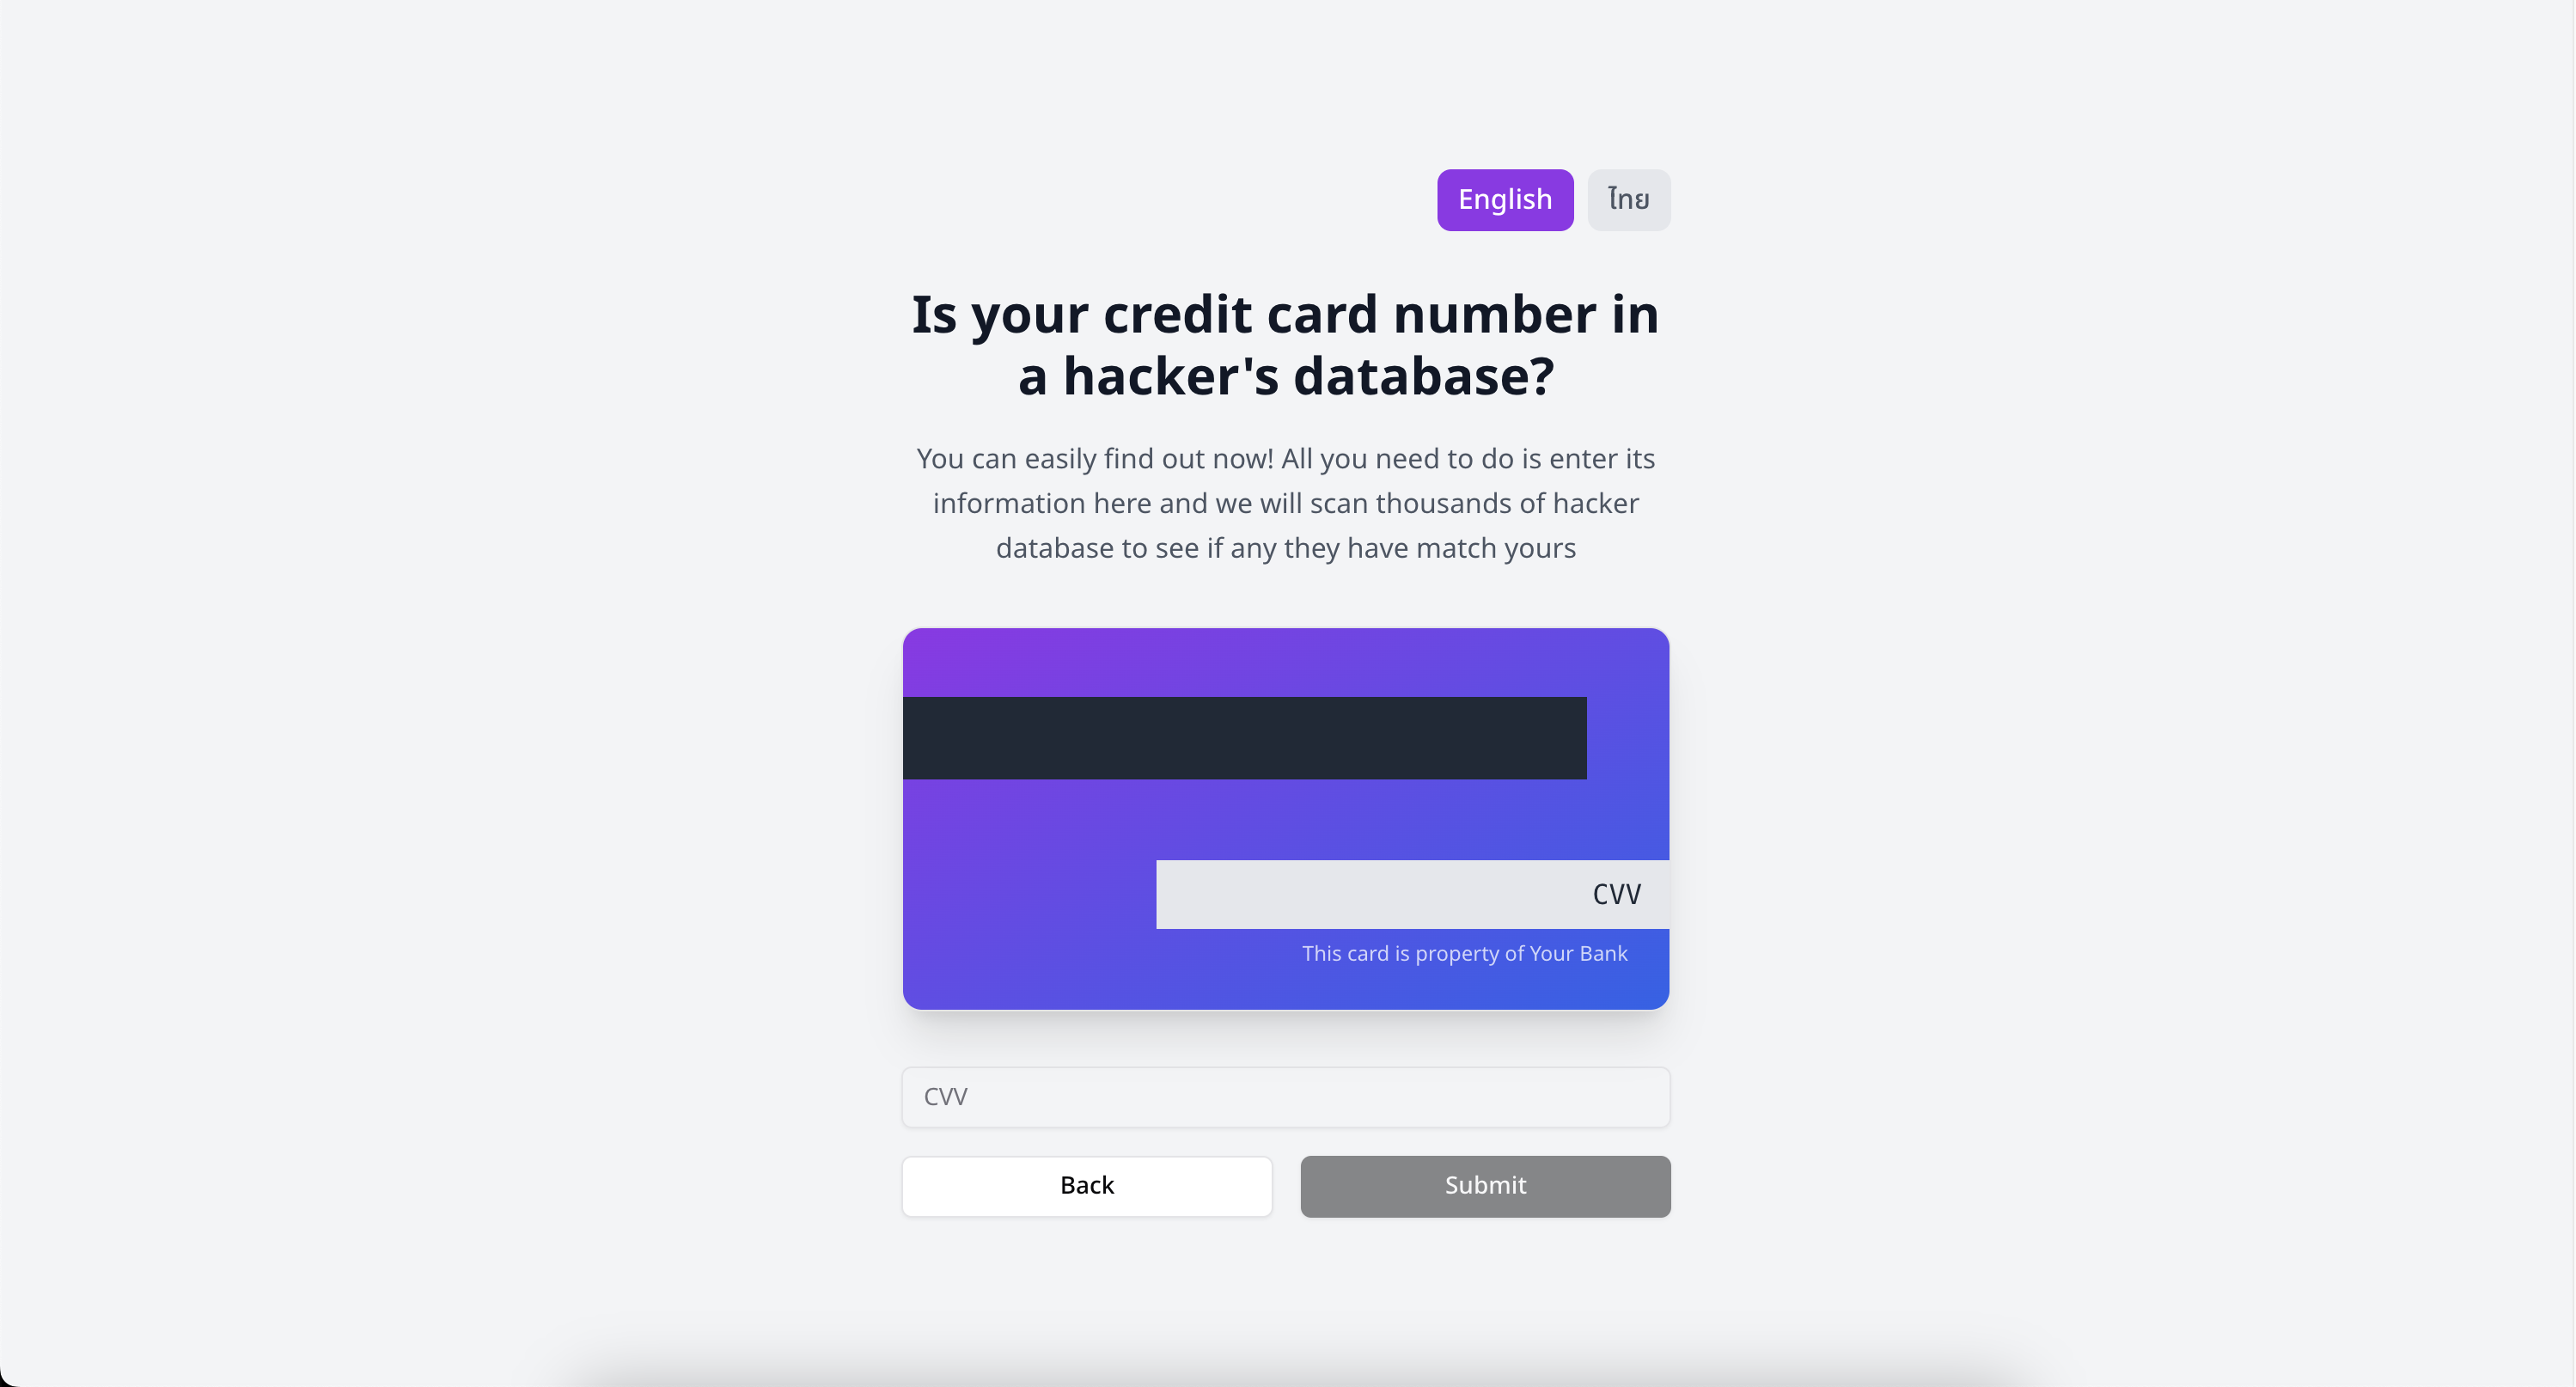 English ไทย
Is your credit card number in
a hacker's database?
You can easily find out now! All you need to do is enter its
information here and we will scan thousands of hacker
database to see if any they have match yours
CVV
This card is property of Your Bank
CVV
Back Submit